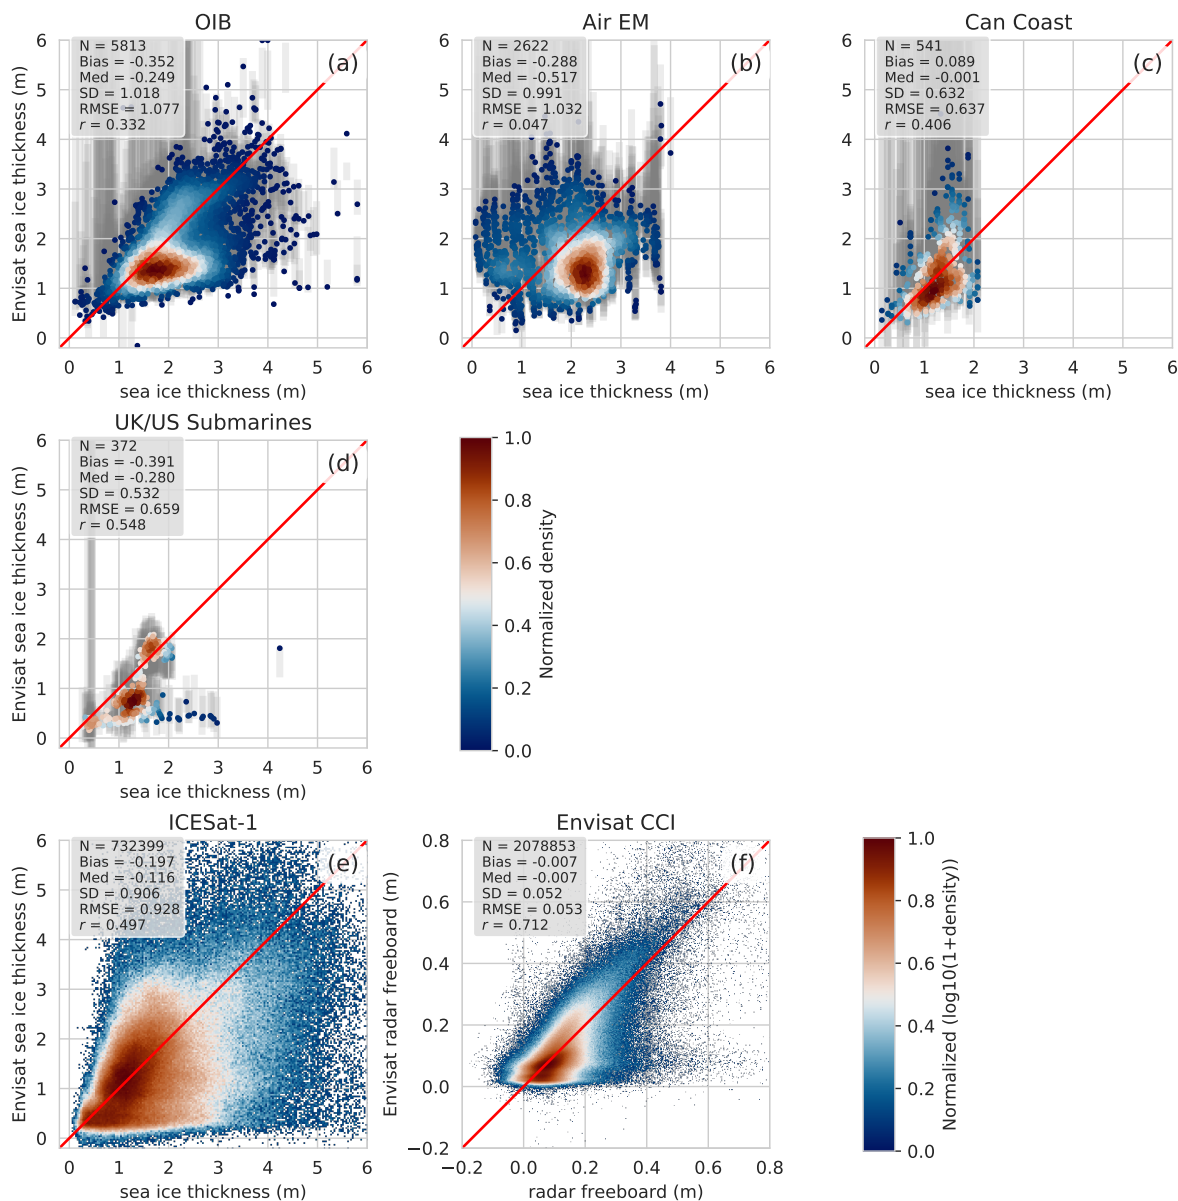 OIB
N = 5813
Bias = -0.352
Med = -0.249
SD = 1.018
RMSE = 1.077
r = 0.332
(a)
6
5
4
3
2
1
0
Envisat sea ice thickness (m)
0 1 2 3 4 5 6
sea ice thickness (m)
Air EM
N = 2622
Bias = -0.288
Med = -0.517
SD = 0.991
RMSE = 1.032
r = 0.047
(b)
6
5
4
3
2
1
0
0 1 2 3 4 5 6
sea ice thickness (m)
Can Coast
N = 541
Bias = 0.089
Med = -0.001
SD = 0.632
RMSE = 0.637
r = 0.406
(c)
6
5
4
3
2
1
0
0 1 2 3 4 5 6
sea ice thickness (m)
UK/US Submarines
N = 372
Bias = -0.391
Med = -0.280
SD = 0.532
RMSE = 0.659
r = 0.548
(d)
6
5
4
3
2
1
0
Envisat sea ice thickness (m)
0 1 2 3 4 5 6
sea ice thickness (m)
1.0
0.8
0.6
0.4
0.2
0.0
Normalized density
ICESat-1
N = 732399
Bias = -0.197
Med = -0.116
SD = 0.906
RMSE = 0.928
r = 0.497
(e)
6
5
4
3
2
1
0
Envisat sea ice thickness (m)
0 1 2 3 4 5 6
sea ice thickness (m)
Envisat CCI
N = 2078853
Bias = -0.007
Med = -0.007
SD = 0.052
RMSE = 0.053
r = 0.712
(f)
0.8
0.6
0.4
0.2
0.0
−0.2
Envisat radar freeboard (m)
−0.2 0.0 0.2 0.4 0.6 0.8
radar freeboard (m)
1.0
0.8
0.6
0.4
0.2
0.0
Normalized (log10(1+density))